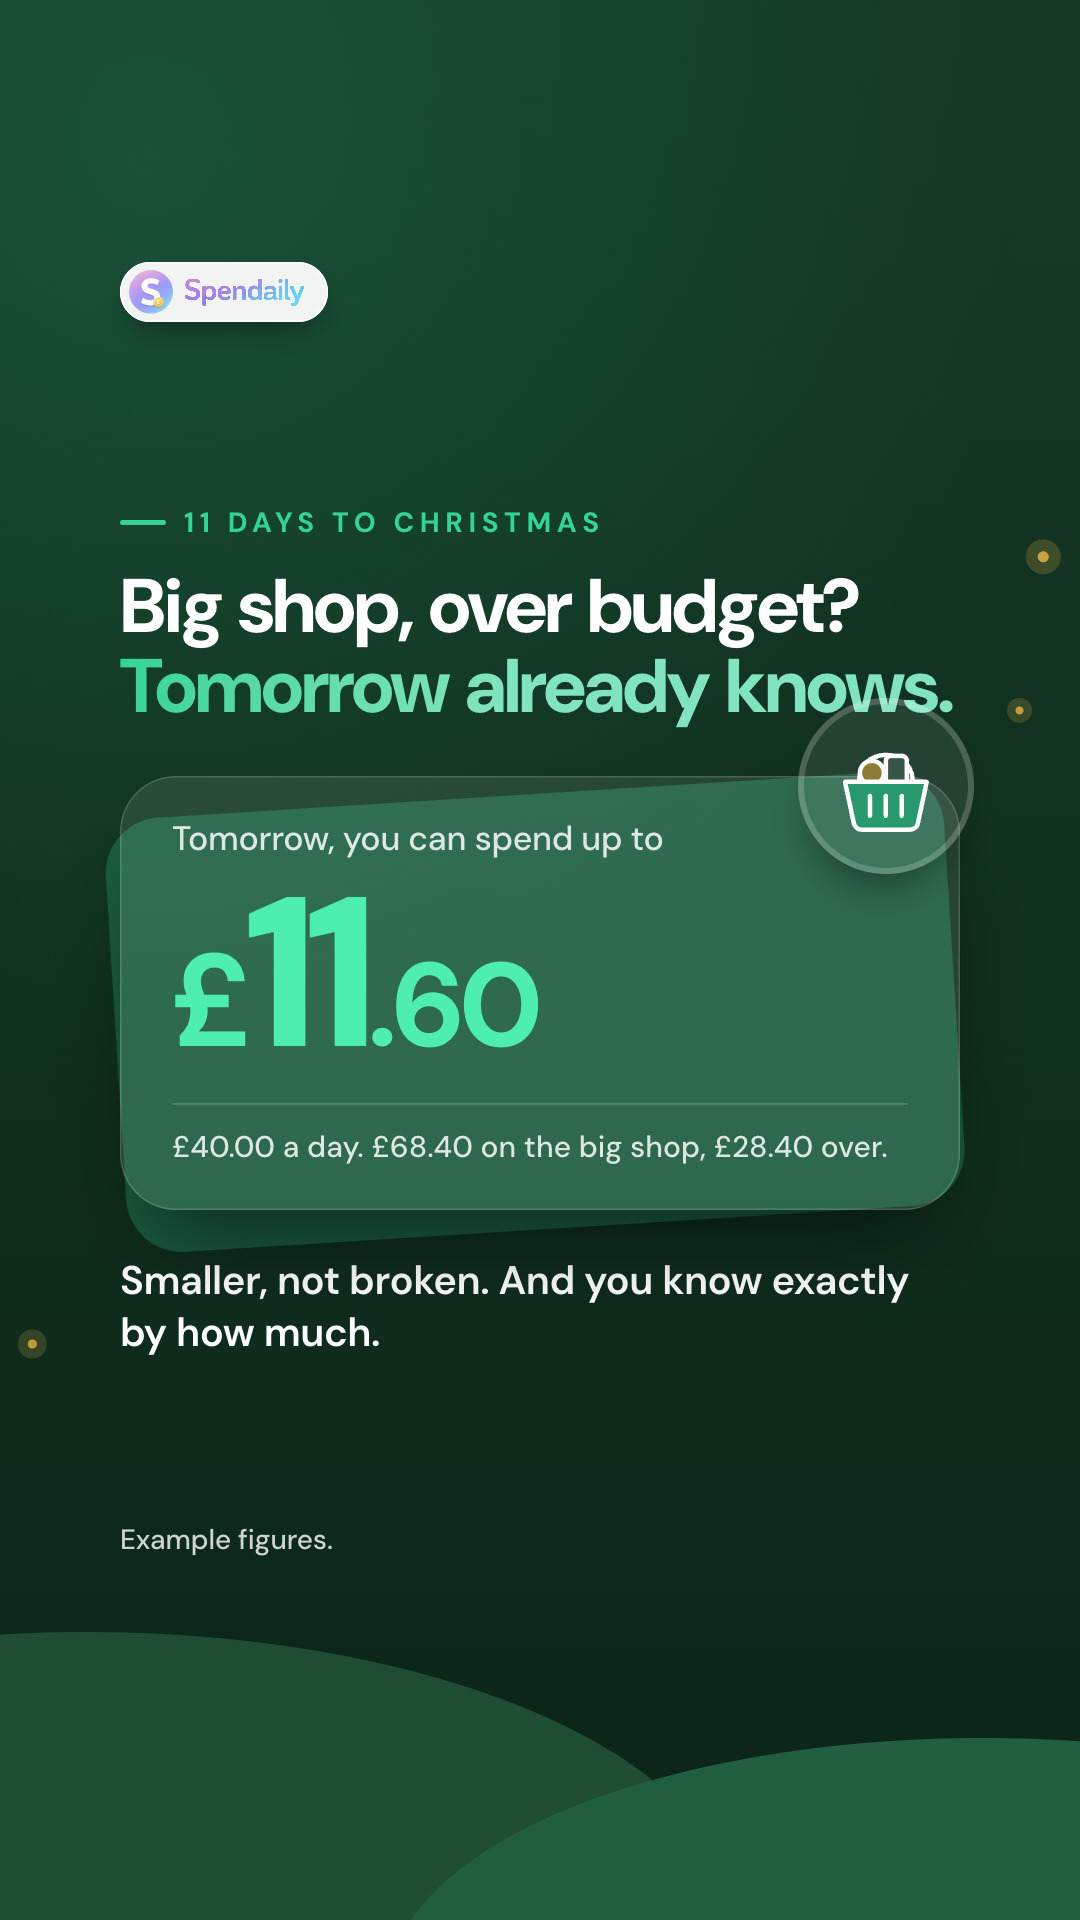 Spendaily
11 DAYS TO CHRISTMAS
Big shop, over budget?
Tomorrow already knows.
Tomorrow, you can spend up to
£11.60
£40.00 a day. £68.40 on the big shop, £28.40 over.
Smaller, not broken. And you know exactly
by how much.
Example figures.